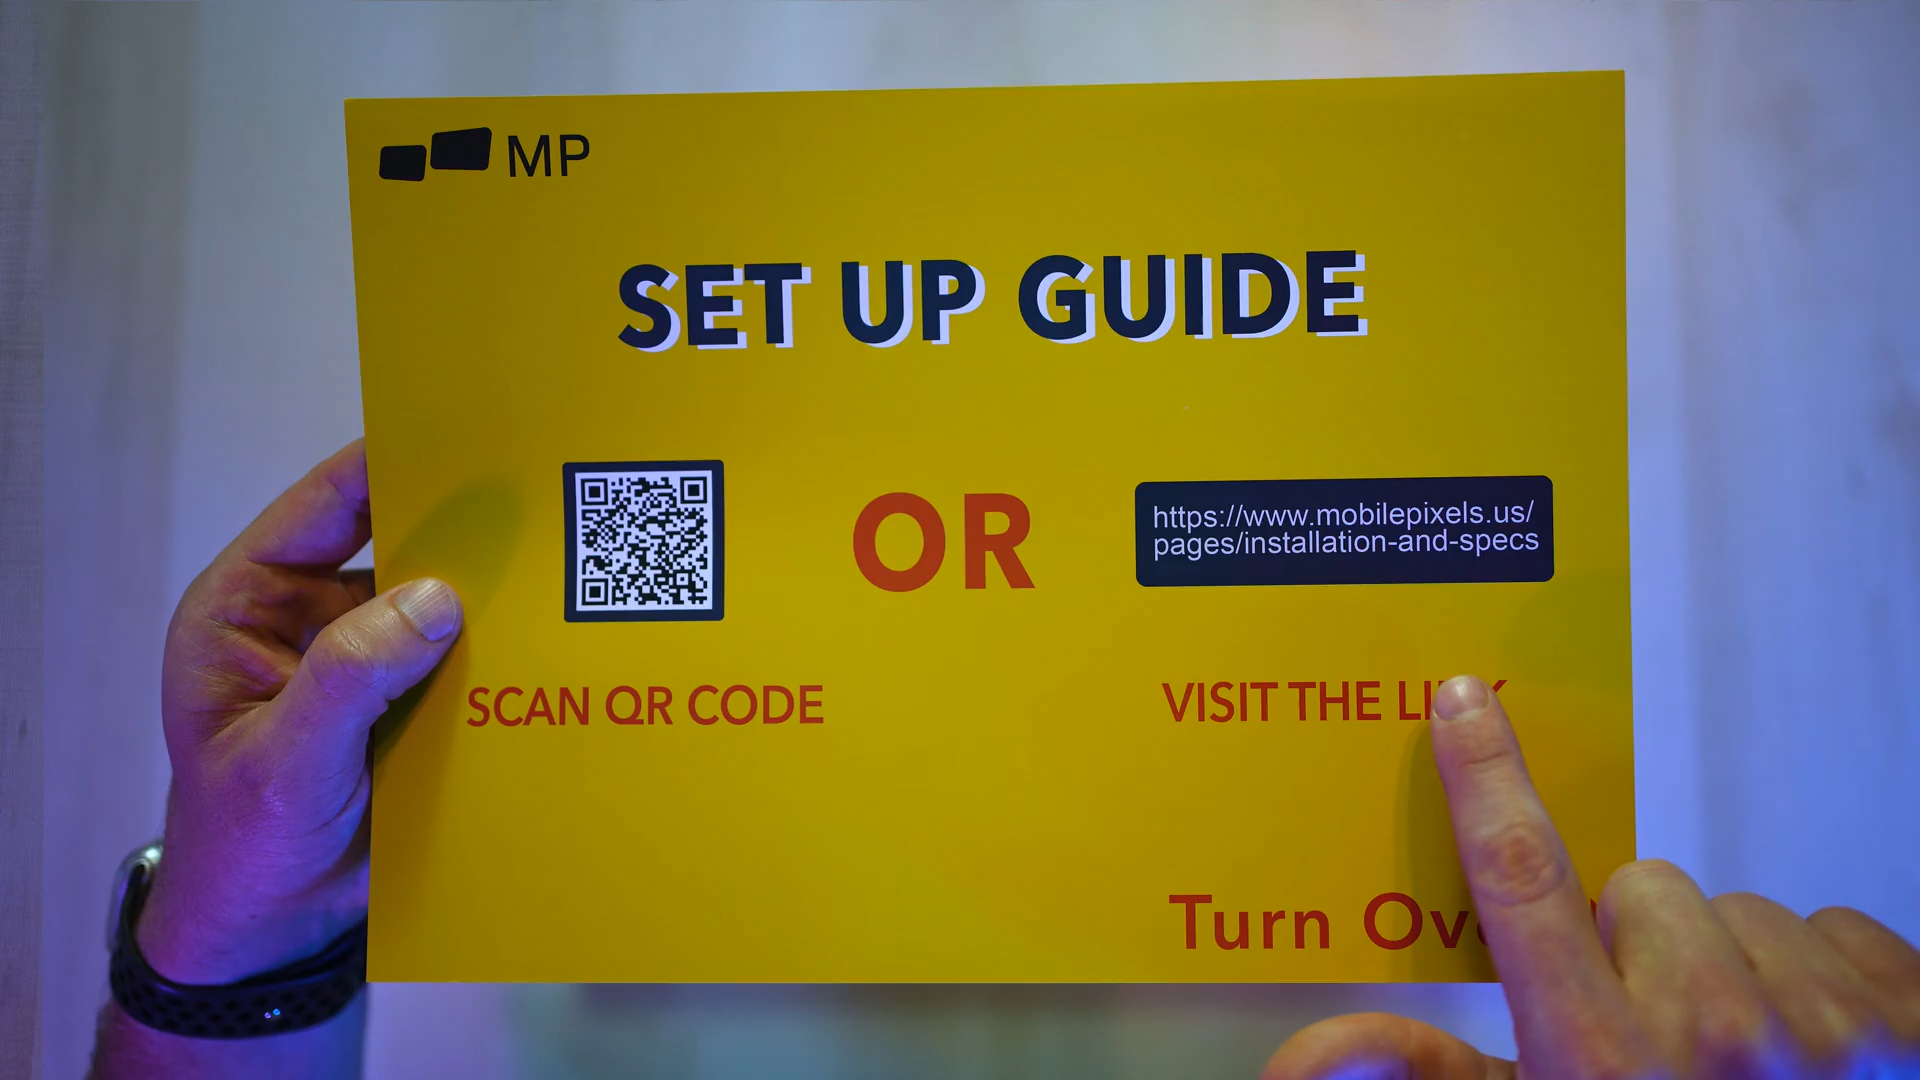 MP
SET UP GUIDE
OR
https://www.mobilepixels.us/
pages/installation-and-specs
SCAN QR CODE
VISIT THE
Turn